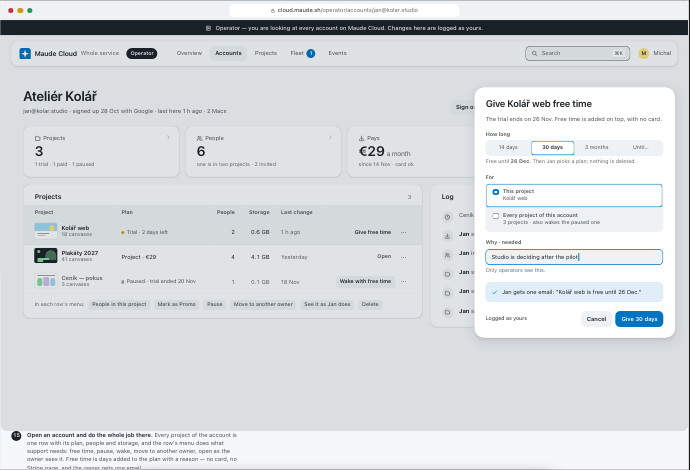 cloud.maude.sh/operator/accounts/jan@kolar.studio
Operator — you are looking at every account on Maude Cloud. Changes here are logged as yours.
Maude Cloud Whole service Operator Overview Accounts Projects Fleet 1 Events Search ⌘K M Michal
Ateliér Kolář
jan@kolar.studio · signed up 28 Oct with Google · last here 1 h ago · 2 Macs
Sign o
Projects
3
1 trial · 1 paid · 1 paused
People
6
one is in two projects · 2 invited
Pays
€29 a month
since 14 Nov · card ok
Projects 3
Project Plan People Storage Last change
Kolář web
18 canvases
Trial · 2 days left 2 0.6 GB 1 h ago Give free time ···
Plakáty 2027
41 canvases
Project · €29 4 4.1 GB Yesterday Open ···
Ceník — pokus
3 canvases
Paused · trial ended 20 Nov 1 0.1 GB 18 Nov Wake with free time ···
In each row's menu: People in this project Mark as Promo Pause Move to another owner See it as Jan does Delete
Log
Ceník
Jan s
Jan in
Jan s
Jan s
Jan s
Give Kolář web free time
The trial ends on 26 Nov. Free time is added on top, with no card.
How long
14 days 30 days 3 months Until...
Free until 26 Dec. Then Jan picks a plan; nothing is deleted.
For
This project
Kolář web
Every project of this account
3 projects · also wakes the paused one
Why · needed
Studio is deciding after the pilot
Only operators see this.
Jan gets one email: "Kolář web is free until 26 Dec."
Logged as yours Cancel Give 30 days
Open an account and do the whole job there. Every project of the account is
one row with its plan, people and storage, and the row's menu does what
support needs: free time, pause, wake, move to another owner, open as the
owner sees it. Free time is days added to the plan with a reason — no card, no
Stripe page, and the owner gets one email.